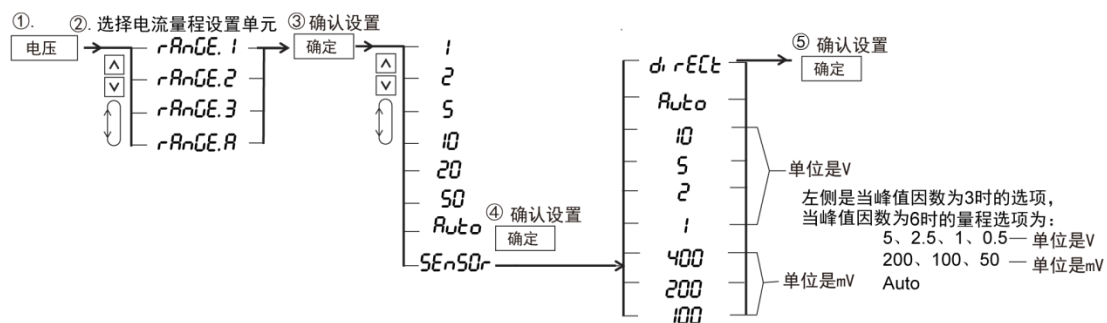 ①.
电压
②. 选择电流量程设置单元
rAnGE.1
rAnGE.2
rAnGE.3
rAnGE.A
③ 确认设置
确定
1
2
5
10
20
50
Auto
SEnSOr
④ 确认设置
确定
dirECt
Auto
10
5
2
1
400
200
100
单位是V
单位是mV
⑤ 确认设置
确定
左侧是当峰值因数为3时的选项,
当峰值因数为6时的量程选项为:
5、2.5、1、0.5— 单位是V
200、100、50 — 单位是mV
Auto